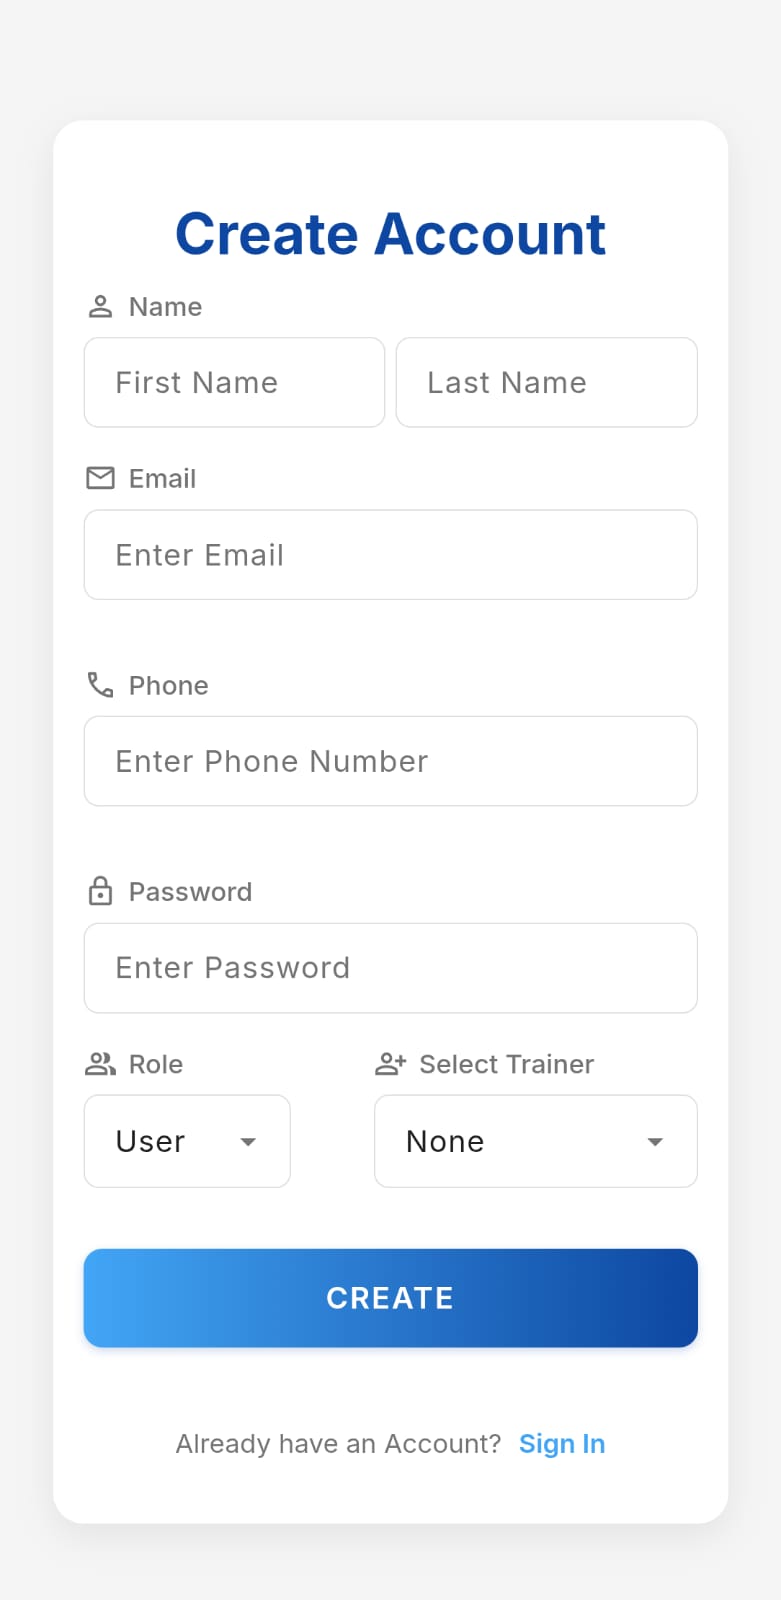 Create Account
Name
First Name Last Name
Email
Enter Email
Phone
Enter Phone Number
Password
Enter Password
Role Select Trainer
User None
CREATE
Already have an Account? Sign In